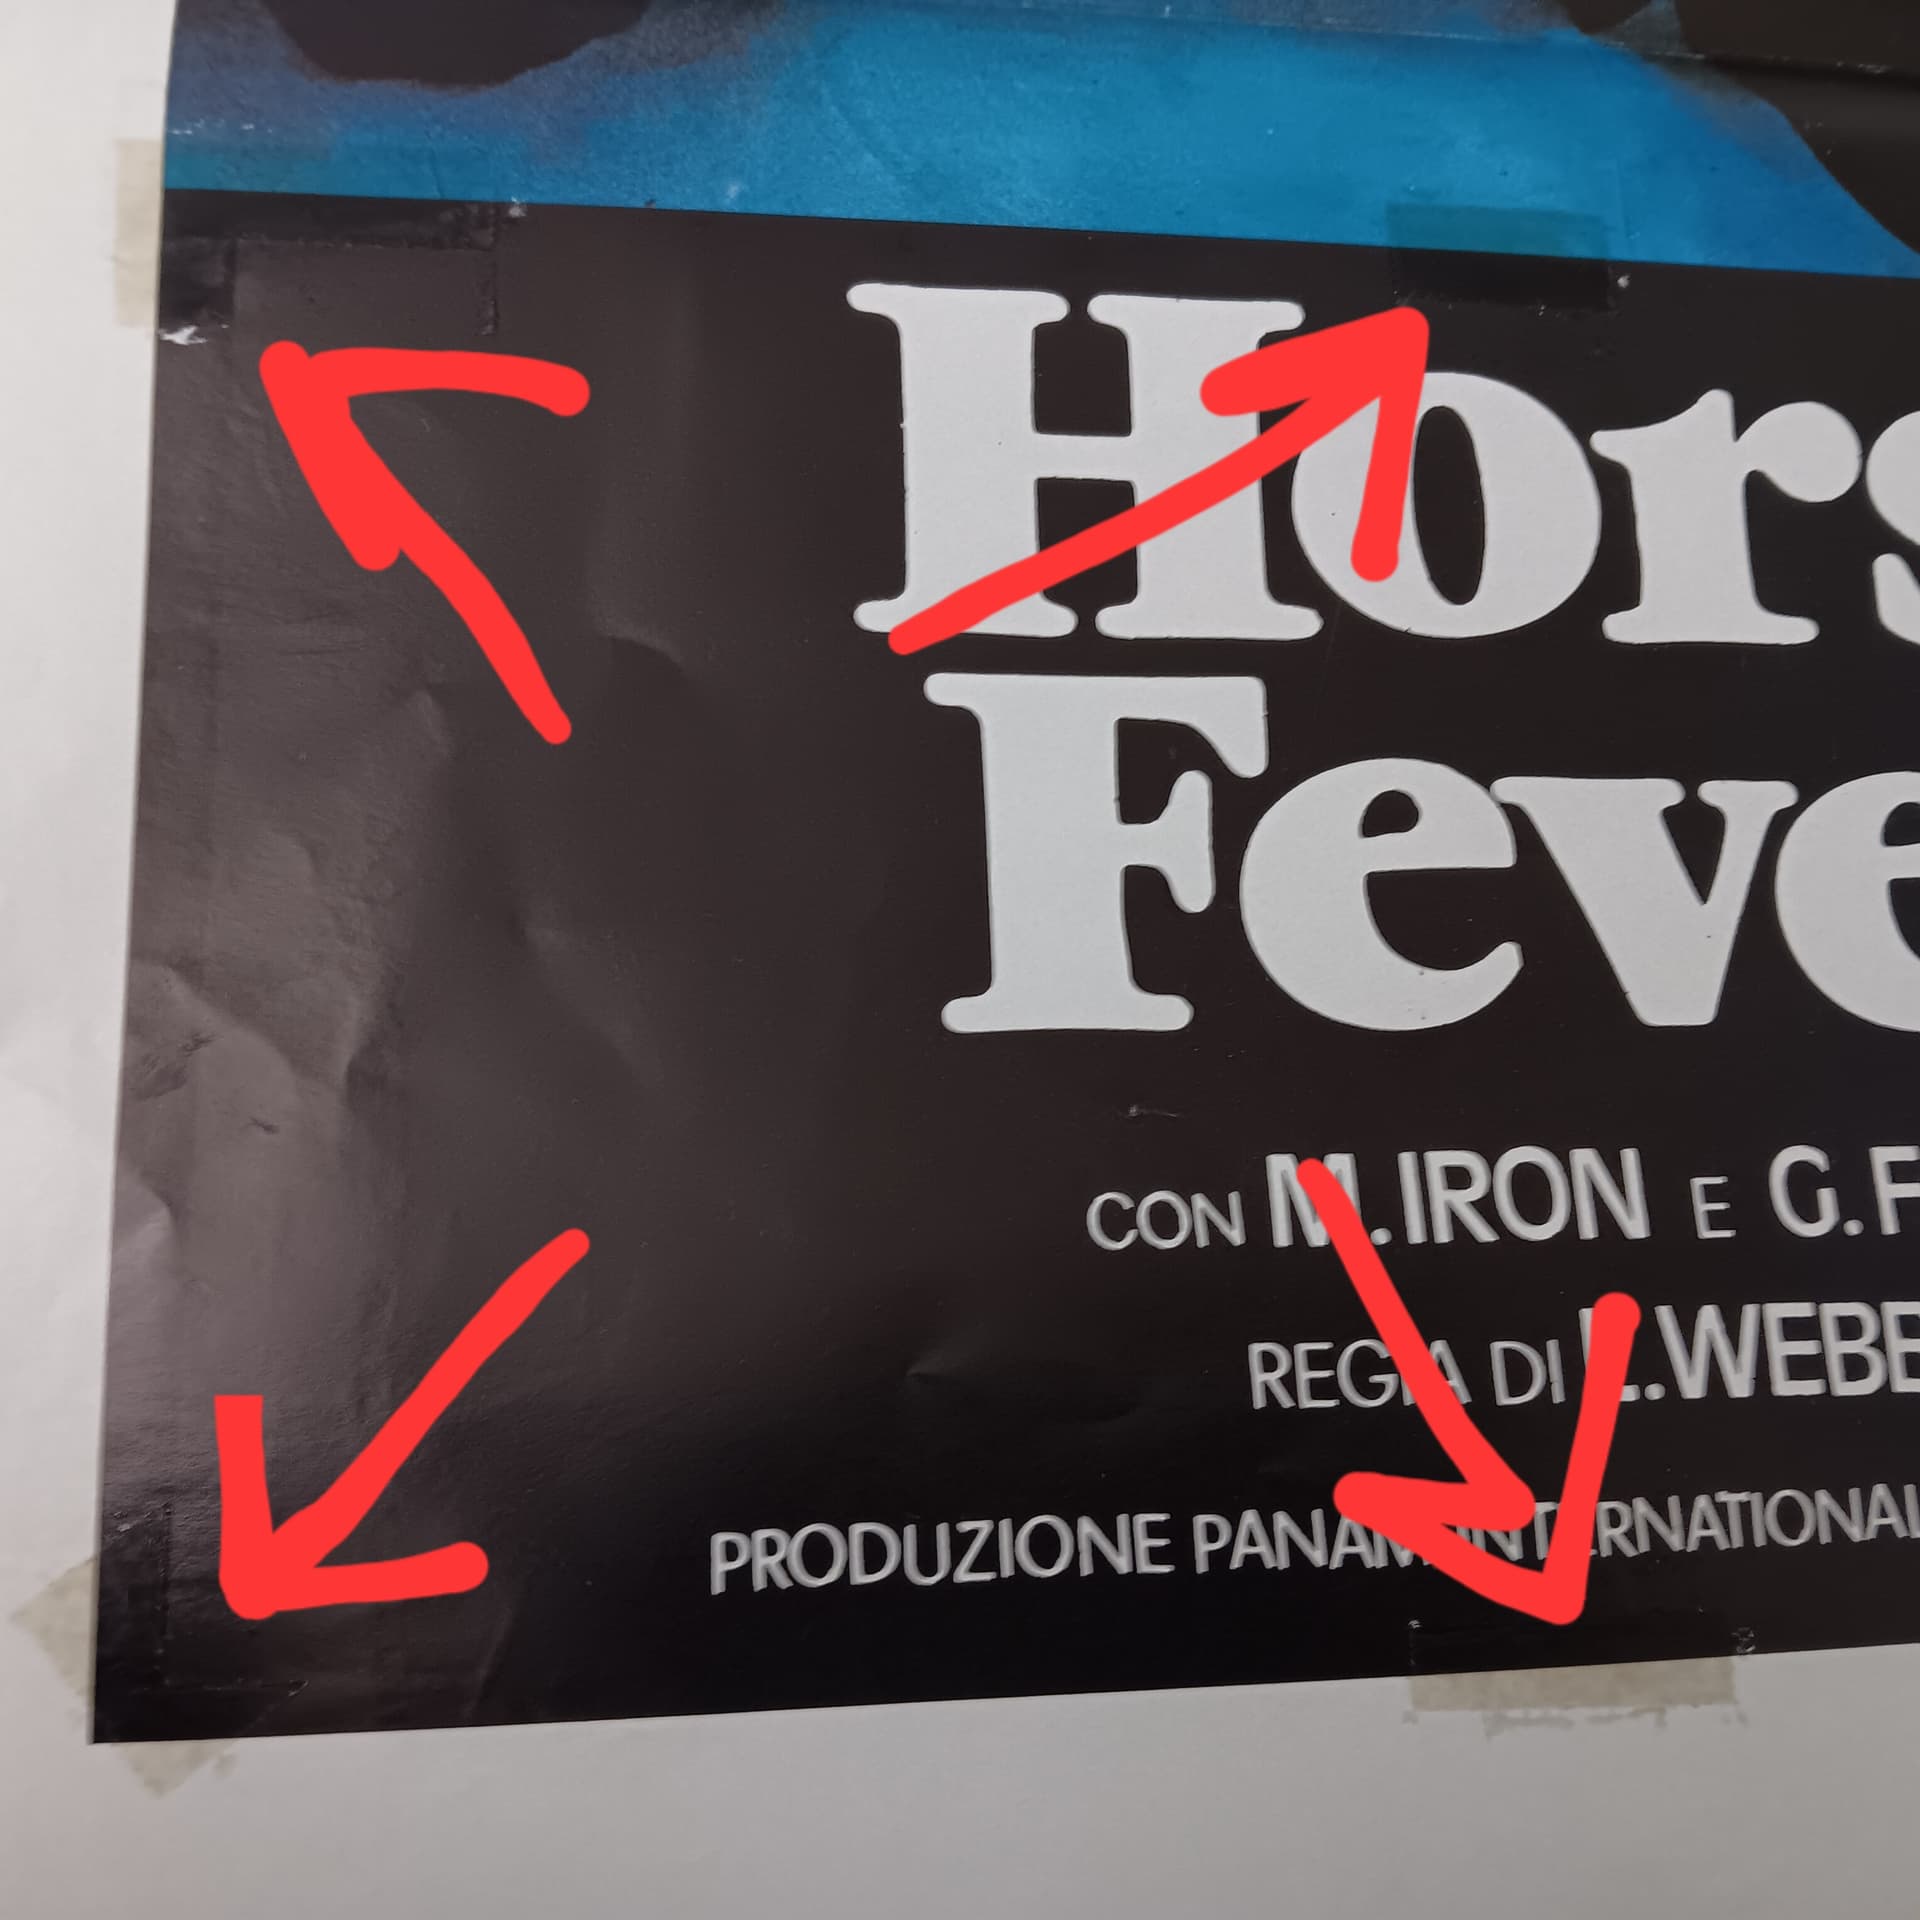 Hors
Feve
CON M.IRON E G.F
REGIA DI .WEBE
PRODUZIONE PANAM INTERNATIONAL